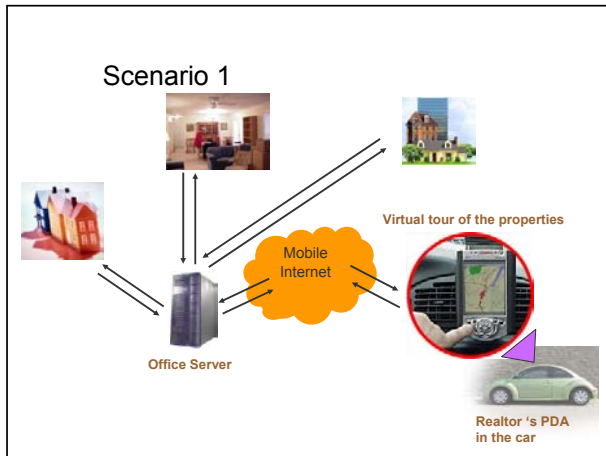 Scenario 1
Virtual tour of the properties
Mobile
Internet
Office Server
Realtor ‘s PDA
in the car